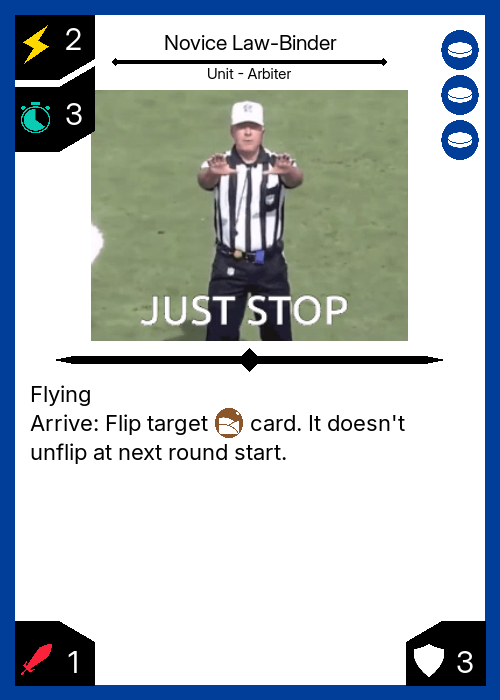 2
Novice Law-Binder
Unit - Arbiter
3
JUST STOP
Flying
Arrive: Flip target card. It doesn't
unflip at next round start.
1
3